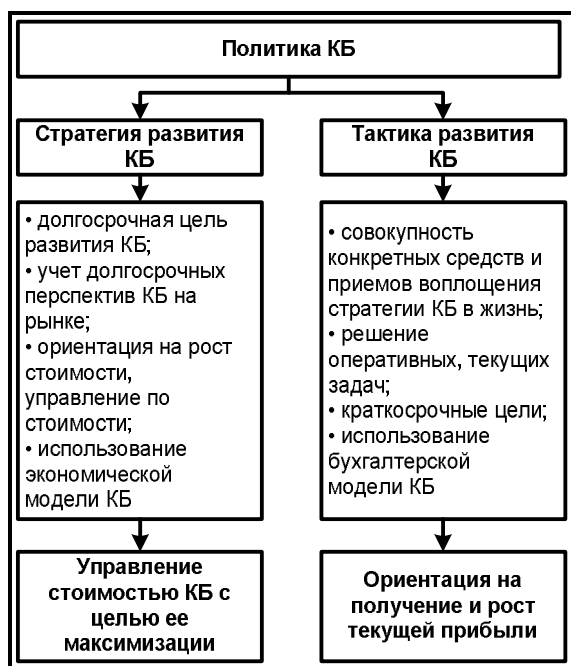 Политика КБ
Стратегия развития
КБ
• долгосрочная цель
развития КБ;
• учет долгосрочных
перспектив КБ на
рынке;
• ориентация на рост
стоимости,
управление по
стоимости;
• использование
экономической
модели КБ
Управление
стоимостью КБ с
целью ее
максимизации
Тактика развития
КБ
• совокупность
конкретных средств и
приемов воплощения
стратегии КБ в жизнь;
• решение
оперативных, текущих
задач;
• краткосрочные цели;
• использование
бухгалтерской
модели КБ
Ориентация на
получение и рост
текущей прибыли